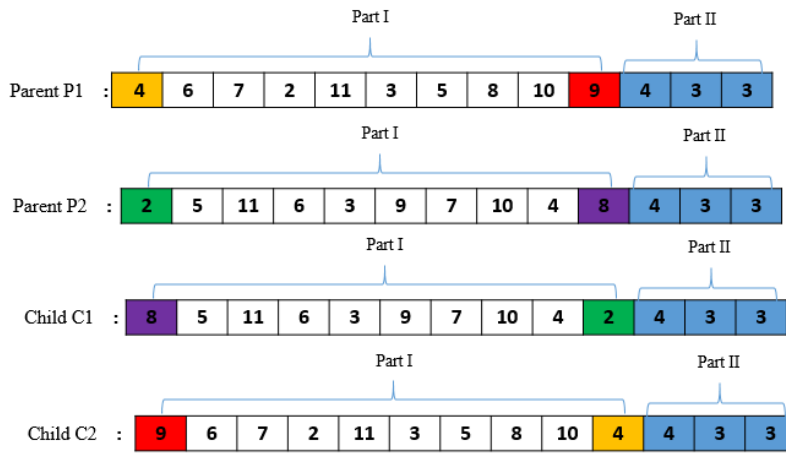 Part I Part II
Parent P1 : 4 6 7 2 11 3 5 8 10 9 4 3 3
Part I Part II
Parent P2 : 2 5 11 6 3 9 7 10 4 8 4 3 3
Part I Part II
Child C1 : 8 5 11 6 3 9 7 10 4 2 4 3 3
Part I Part II
Child C2 : 9 6 7 2 11 3 5 8 10 4 4 3 3